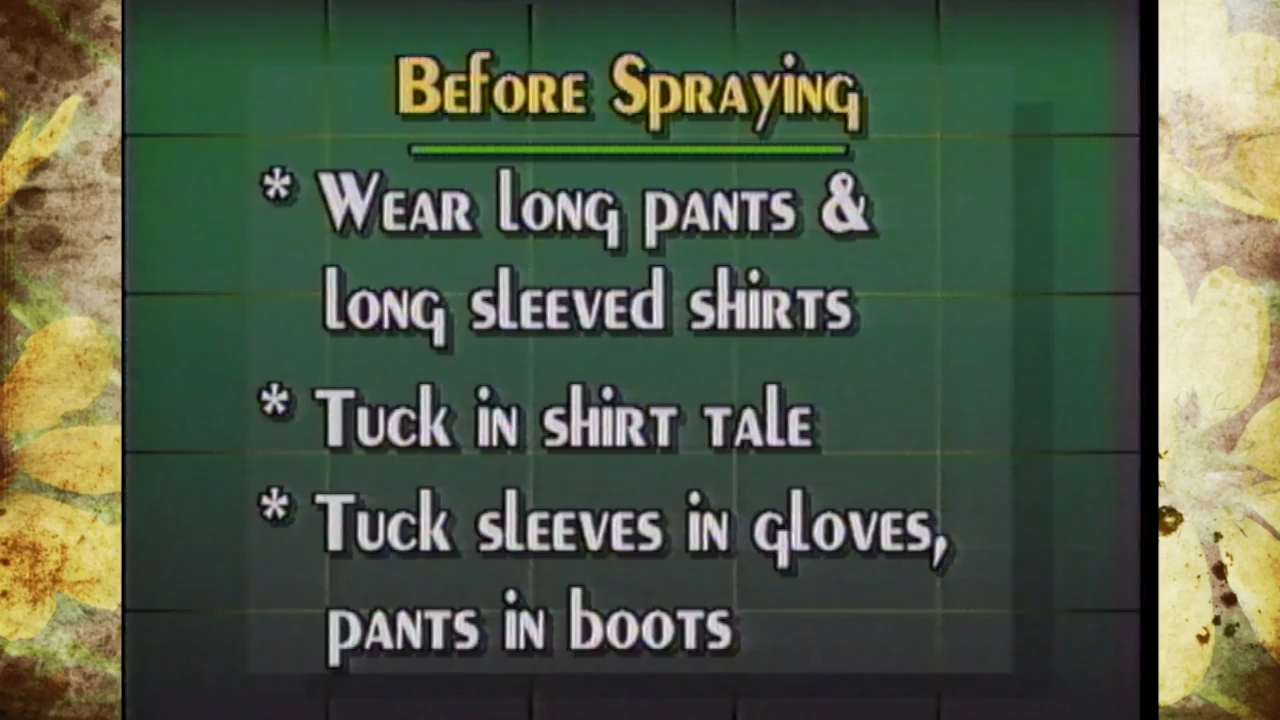 Before Spraying
* Wear long pants &
long sleeved shirts
* Tuck in shirt tale
* Tuck sleeves in gloves,
pants in boots